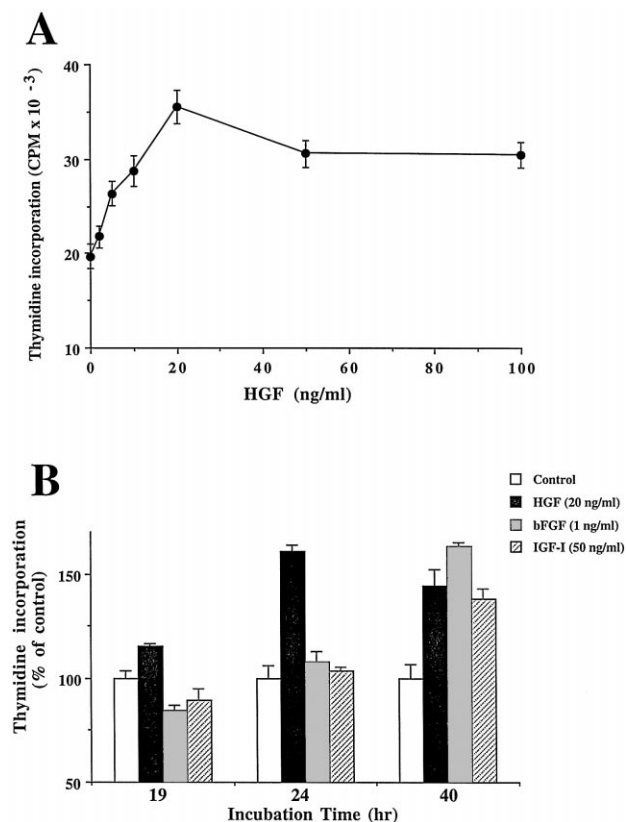 A
Thymidine incorporation (CPM x 10 -3)
40
30
20
10
0
20
40
60
80
100
HGF (ng/ml)
B
Control
HGF (20 ng/ml)
bFGF (1 ng/ml)
IGF-I (50 ng/ml)
Thymidine incorporation
(% of control)
150
100
50
19
24
40
Incubation Time (hr)